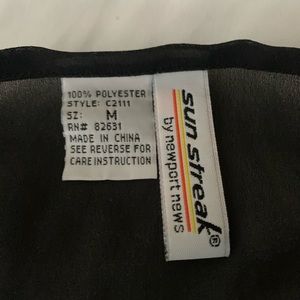 100% POLYESTER
STYLE: C2111
SZ: M
RN# 82631
MADE IN CHINA
SEE REVERSE FOR
CARE INSTRUCTION
sun streak®
by newport news